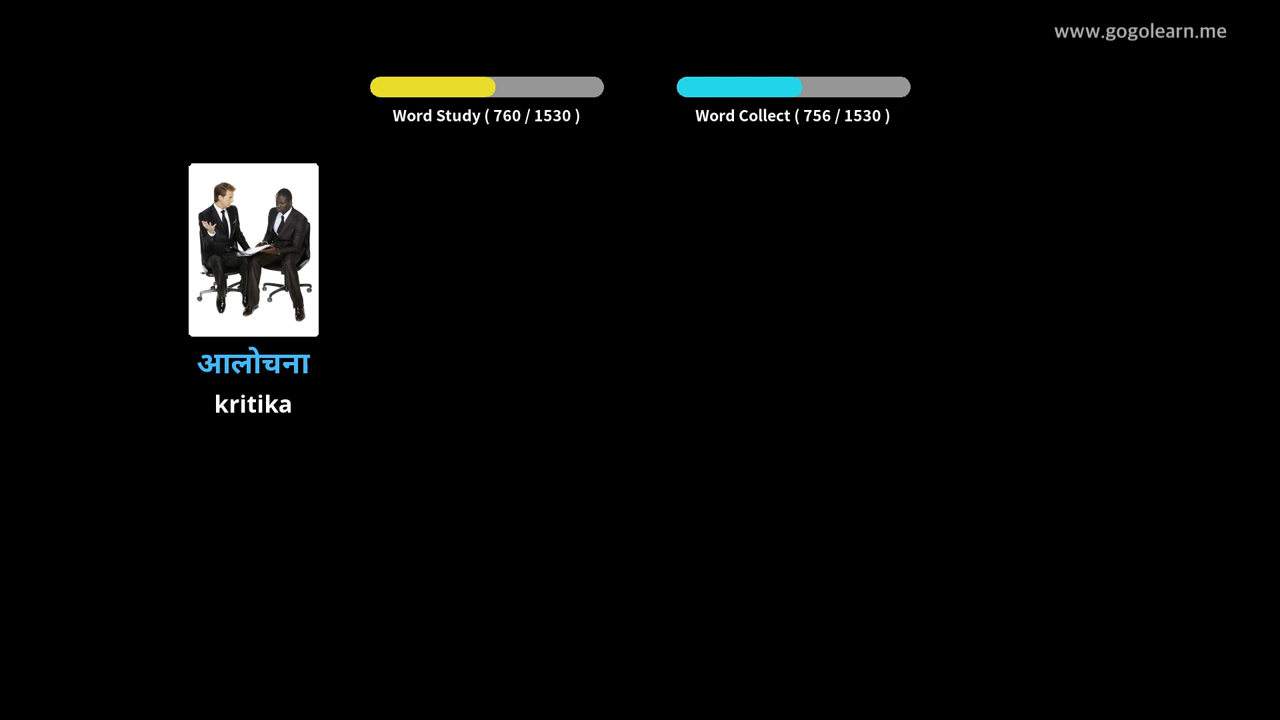 www.gogolearn.me
Word Study ( 760 / 1530 )
Word Collect ( 756 / 1530 )
आलोचना
kritika